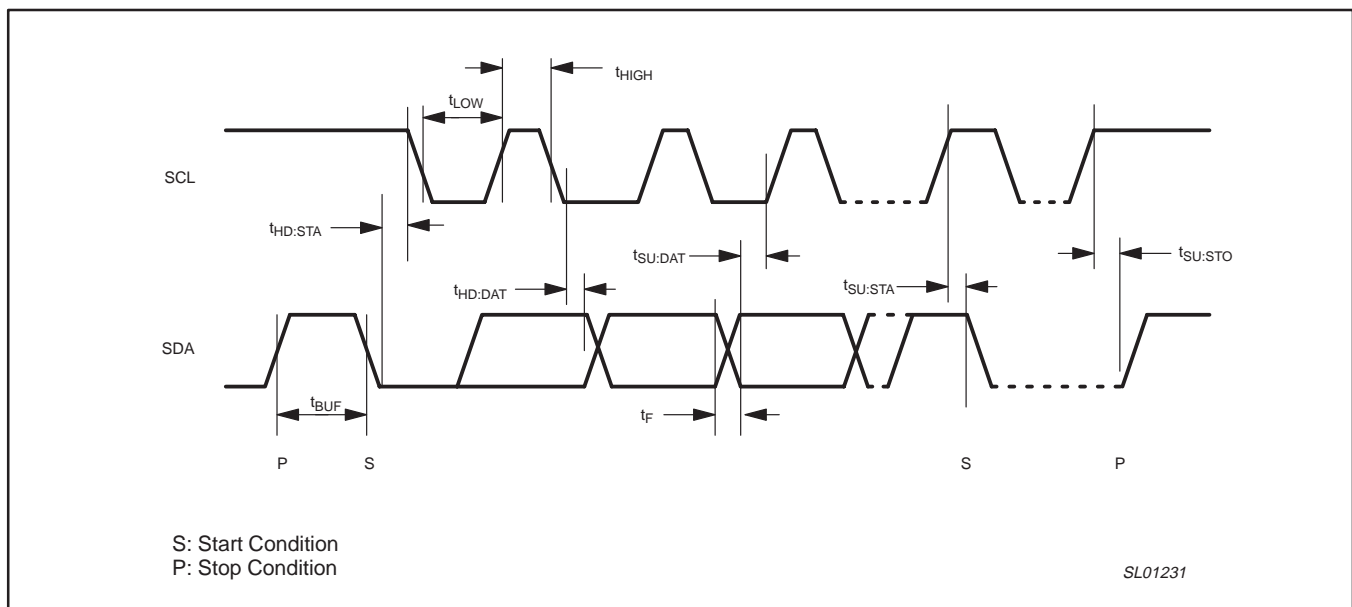 tHIGH
tLOW
SCL
tHD:STA
tSU:DAT
tSU:STO
tHD:DAT
tSU:STA
SDA
tBUF
tF
P S S P
S: Start Condition
P: Stop Condition
SL01231